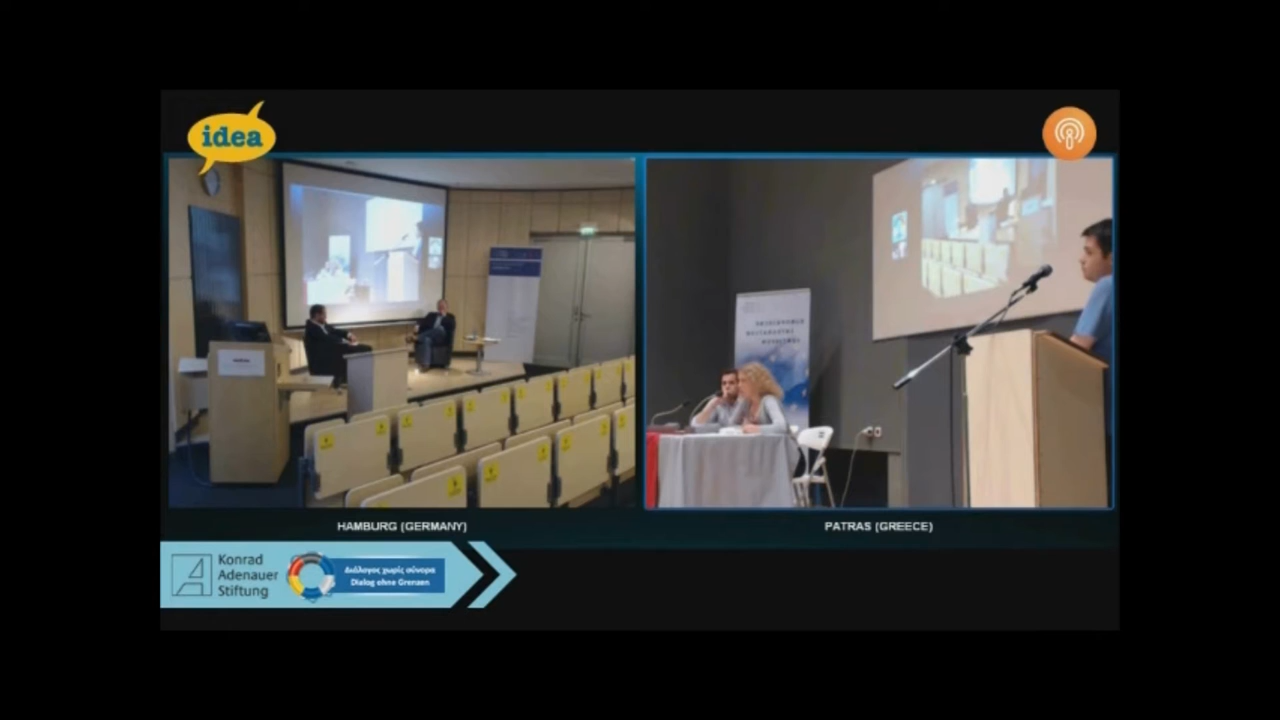 idea
HAMBURG (GERMANY)
PATRAS (GREECE)
Konrad
Adenauer
Stiftung
Διάλογος χωρίς σύνορα
Dialog ohne Grenzen